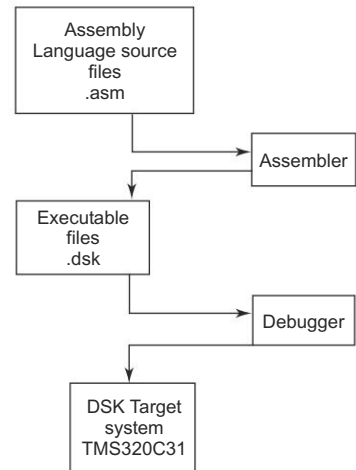 Assembly
Language source
files
.asm
Assembler
Executable
files
.dsk
Debugger
DSK Target
system
TMS320C31